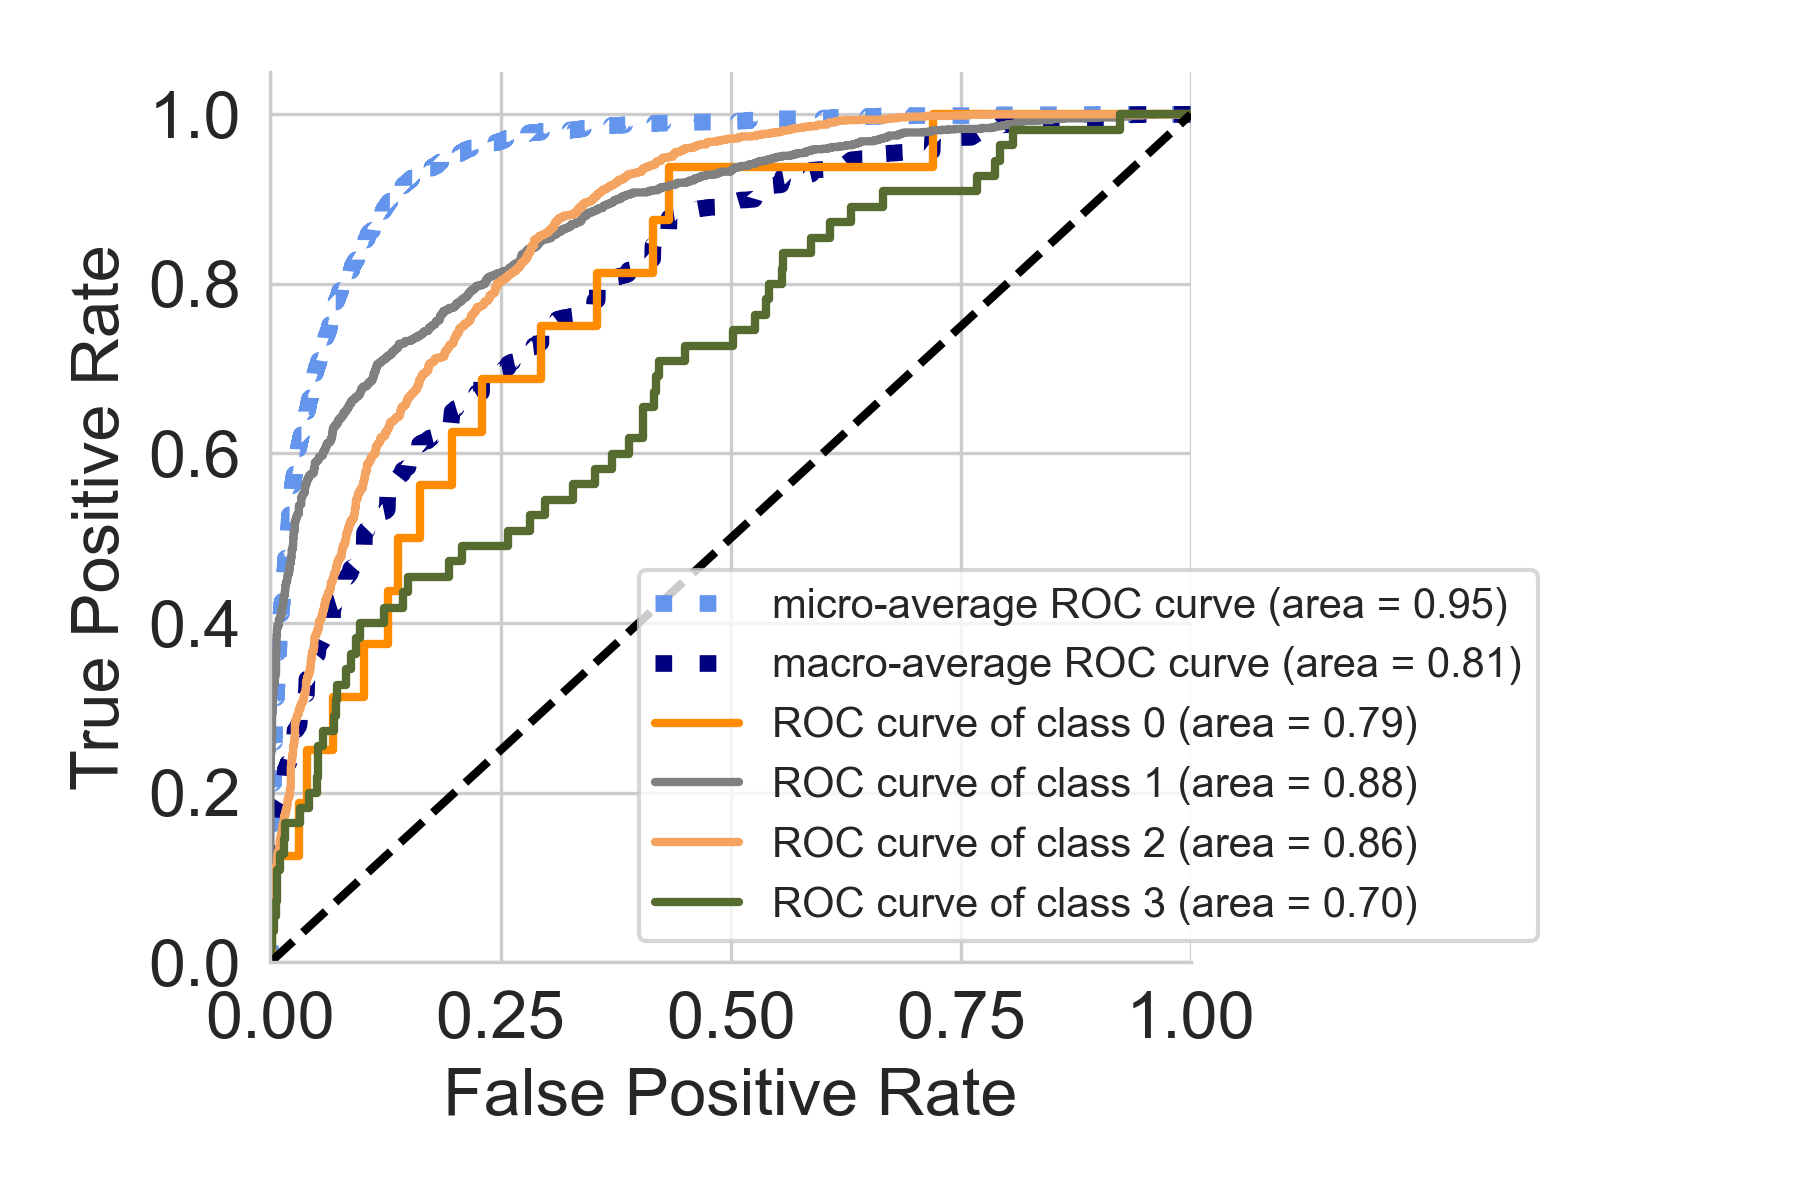 True Positive Rate
1.0
0.8
0.6
0.4
0.2
0.0
0.00 0.25 0.50 0.75 1.00
False Positive Rate
micro-average ROC curve (area = 0.95)
macro-average ROC curve (area = 0.81)
ROC curve of class 0 (area = 0.79)
ROC curve of class 1 (area = 0.88)
ROC curve of class 2 (area = 0.86)
ROC curve of class 3 (area = 0.70)